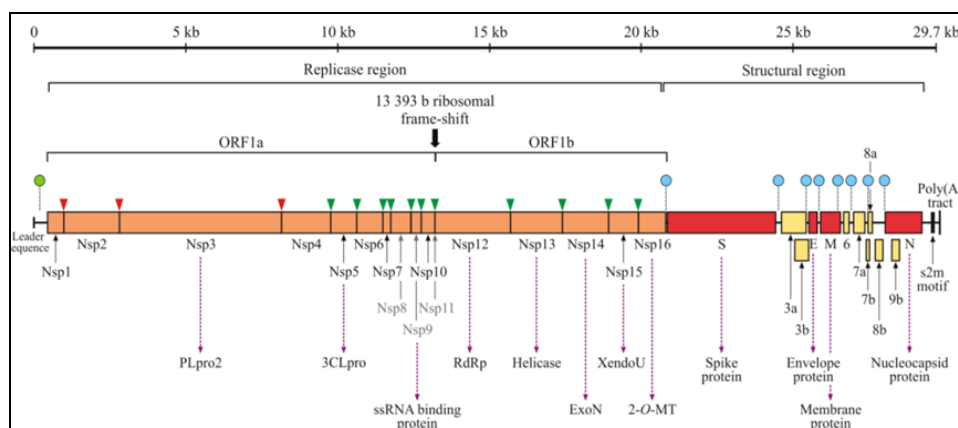 0 5 kb 10 kb 15 kb 20 kb 25 kb 29.7 kb
Replicase region Structural region
13 393 b ribosomal
frame-shift
ORF1a ORF1b
8a
Poly(A
tract
Leader
equence
Nsp2 Nsp3 Nsp4 Nsp6 Nsp12 Nsp13 Nsp14 Nsp16 S E M 6 N
Nsp1 Nsp5 Nsp7 Nsp10 Nsp15 7a s2m
motif
Nsp8 Nsp11 3a 7b 9b
Nsp9 3b 8b
PLpro2 3CLpro RdRp Helicase XendoU Spike
protein Envelope
protein Nucleocapsid
protein
ssRNA binding
protein ExoN 2-O-MT Membrane
protein